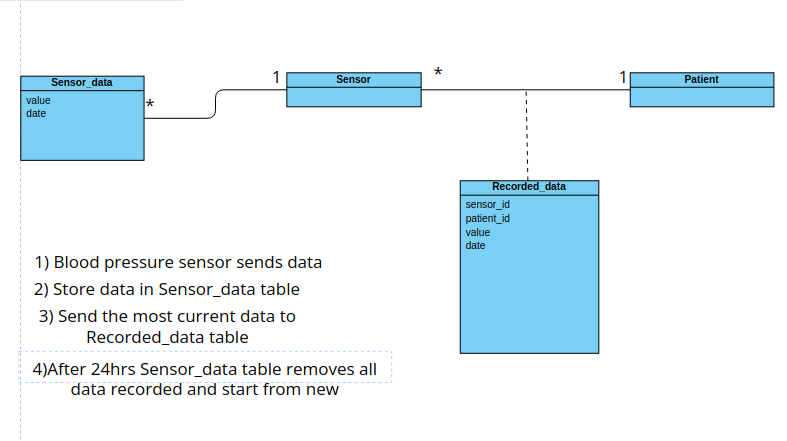 1 Sensor * 1 Patient
Sensor_data
value *
date
Recorded_data
sensor_id
patient_id
value
date
1) Blood pressure sensor sends data
2) Store data in Sensor_data table
3) Send the most current data to
Recorded_data table
4)After 24hrs Sensor_data table removes all
data recorded and start from new